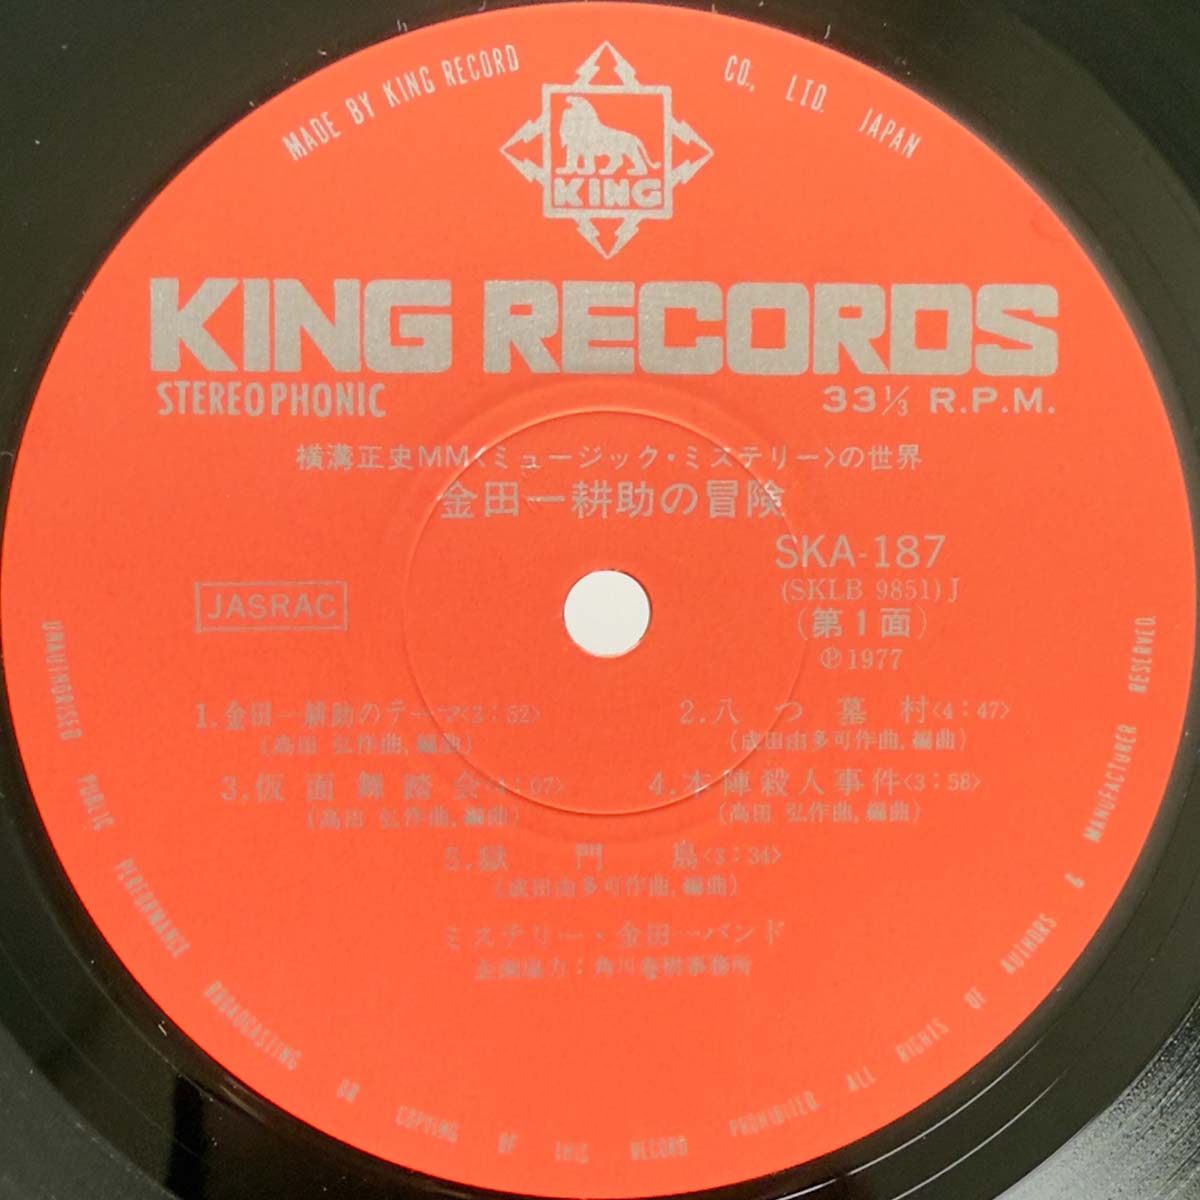 MADE BY KING RECORD CO., LTD. JAPAN
KING
KING RECORDS
STEREOPHONIC
33⅓ R.P.M.
横溝正史MM<ミュージック・ミステリー>の世界
金田一耕助の冒険
SKA-187
(SKLB 9851)J
JASRAC
(第1面)
Ⓟ1977
1.金田一耕助のテーマ<3:52>
(高田 弘作曲,編曲)
2.八つ墓村<4:47>
(成田由多可作曲,編曲)
3.仮面舞踏会<4:07>
(高田 弘作曲,編曲)
4.本陣殺人事件<3:58>
(高田 弘作曲,編曲)
5.獄門島<3:34>
(成田由多可作曲,編曲)
ミステリー・金田一バンド
企画協力:角川春樹事務所
UNAUTHORISED PUBLIC PERFORMANCE BROADCASTING OR COPYING OF THIS RECORD PROHIBITED. ALL RIGHTS OF AUTHORS & MANUFACTURER RESERVED.